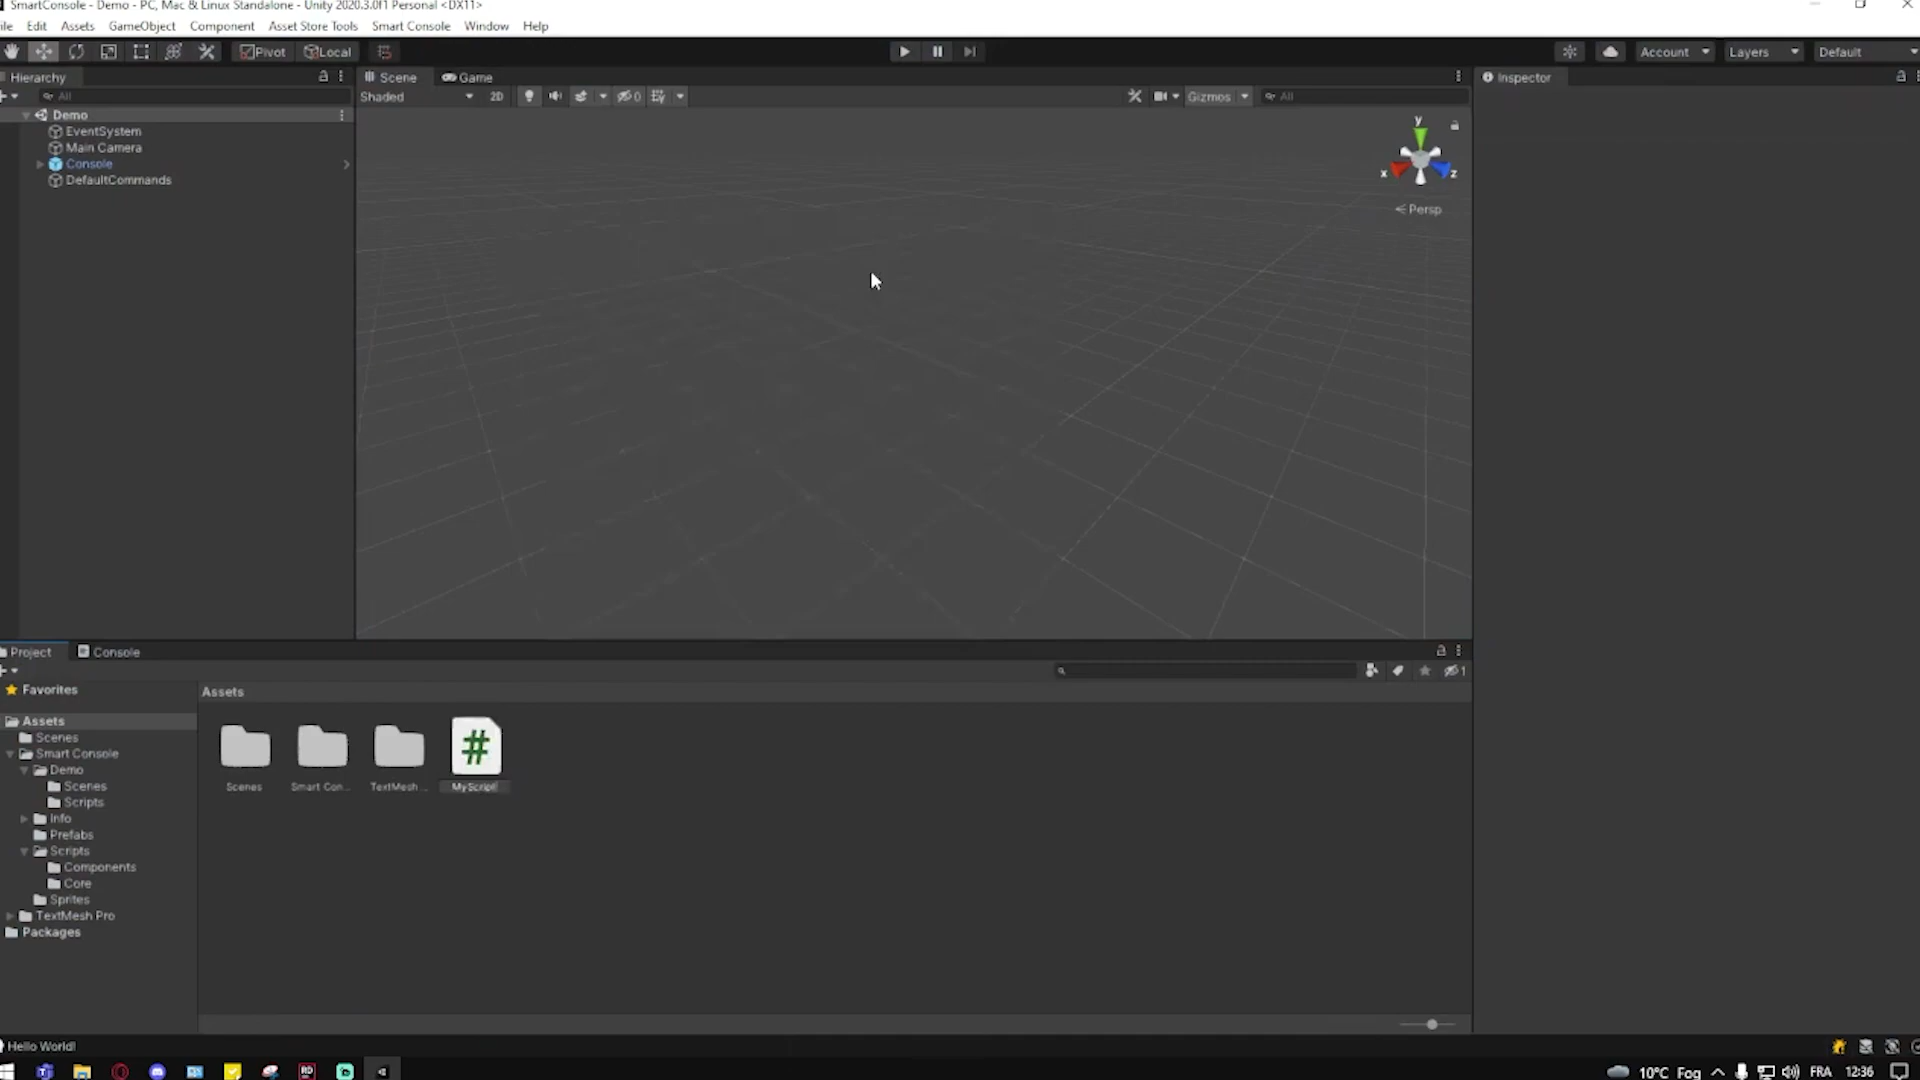 SmartConsole - Demo - PC, Mac & Linux Standalone - Unity 2020.3.0f1 Personal <DX11>
ile Edit Assets GameObject Component Asset Store Tools Smart Console Window Help
Pivot Local Account Layers Default
Hierarchy Scene Game Inspector
All Shaded 2D 0 Gizmos All
Demo
EventSystem
Main Camera
Console
DefaultCommands
y
x z
Persp
Project Console
1
Favorites
Assets
Assets
Scenes
Smart Console
Demo
Scenes
Scripts
Info
Prefabs
Scripts
Components
Core
Sprites
TextMesh Pro
Packages
#
Scenes Smart Con... TextMesh ... MyScript
Hello World!
10°C Fog FRA 12:36